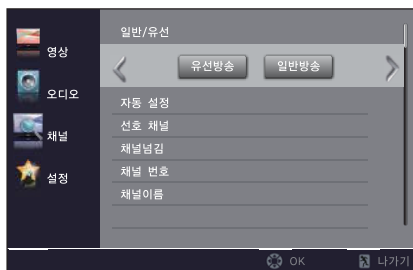 영상
오디오
채널
설정
일반/유선
유선방송 일반방송
자동 설정
선호 채널
채널넘김
채널 번호
채널이름
OK 나가기